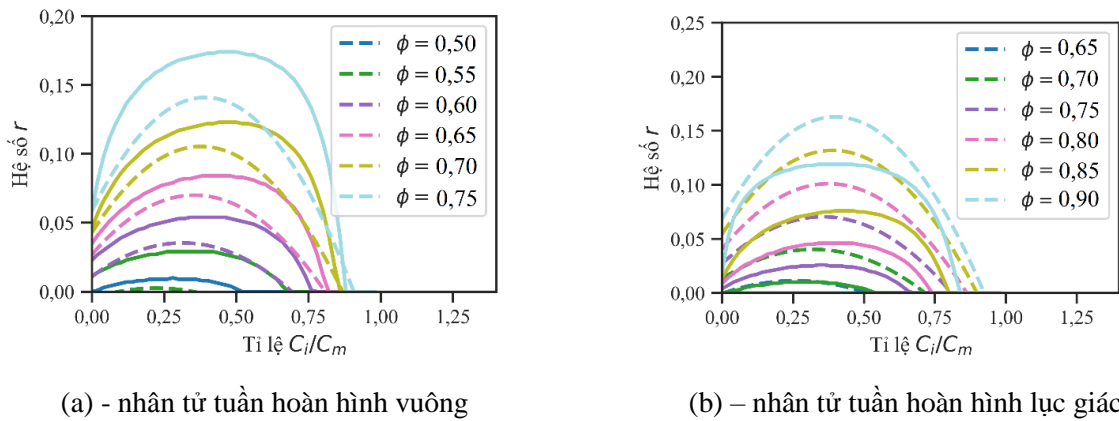 0,20
0,15
0,10
0,05
0,00
Hệ số r
0,00 0,25 0,50 0,75 1,00 1,25
Tỉ lệ Ci/Cm
ϕ = 0,50
ϕ = 0,55
ϕ = 0,60
ϕ = 0,65
ϕ = 0,70
ϕ = 0,75
(a) - nhân tử tuần hoàn hình vuông
0,25
0,20
0,15
0,10
0,05
0,00
Hệ số r
0,00 0,25 0,50 0,75 1,00 1,25
Tỉ lệ Ci/Cm
ϕ = 0,65
ϕ = 0,70
ϕ = 0,75
ϕ = 0,80
ϕ = 0,85
ϕ = 0,90
(b) – nhân tử tuần hoàn hình lục giác